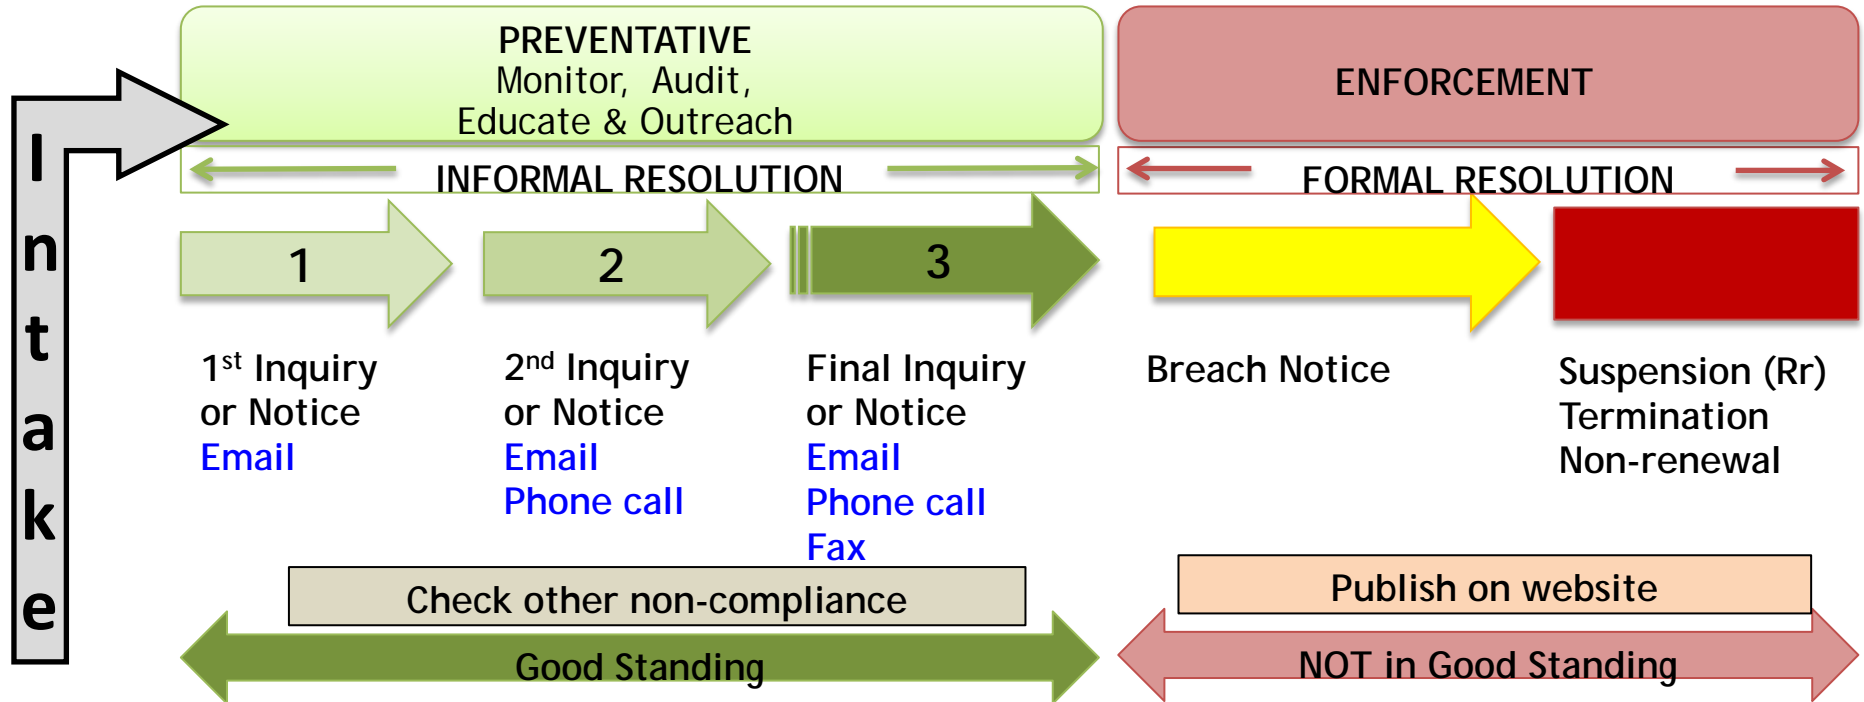 Intake
PREVENTATIVE
Monitor, Audit,
Educate & Outreach
ENFORCEMENT
INFORMAL RESOLUTION
FORMAL RESOLUTION
1
2
3
1st Inquiry
or Notice
Email
2nd Inquiry
or Notice
Email
Phone call
Final Inquiry
or Notice
Email
Phone call
Fax
Breach Notice
Suspension (Rr)
Termination
Non-renewal
Check other non-compliance
Publish on website
Good Standing
NOT in Good Standing